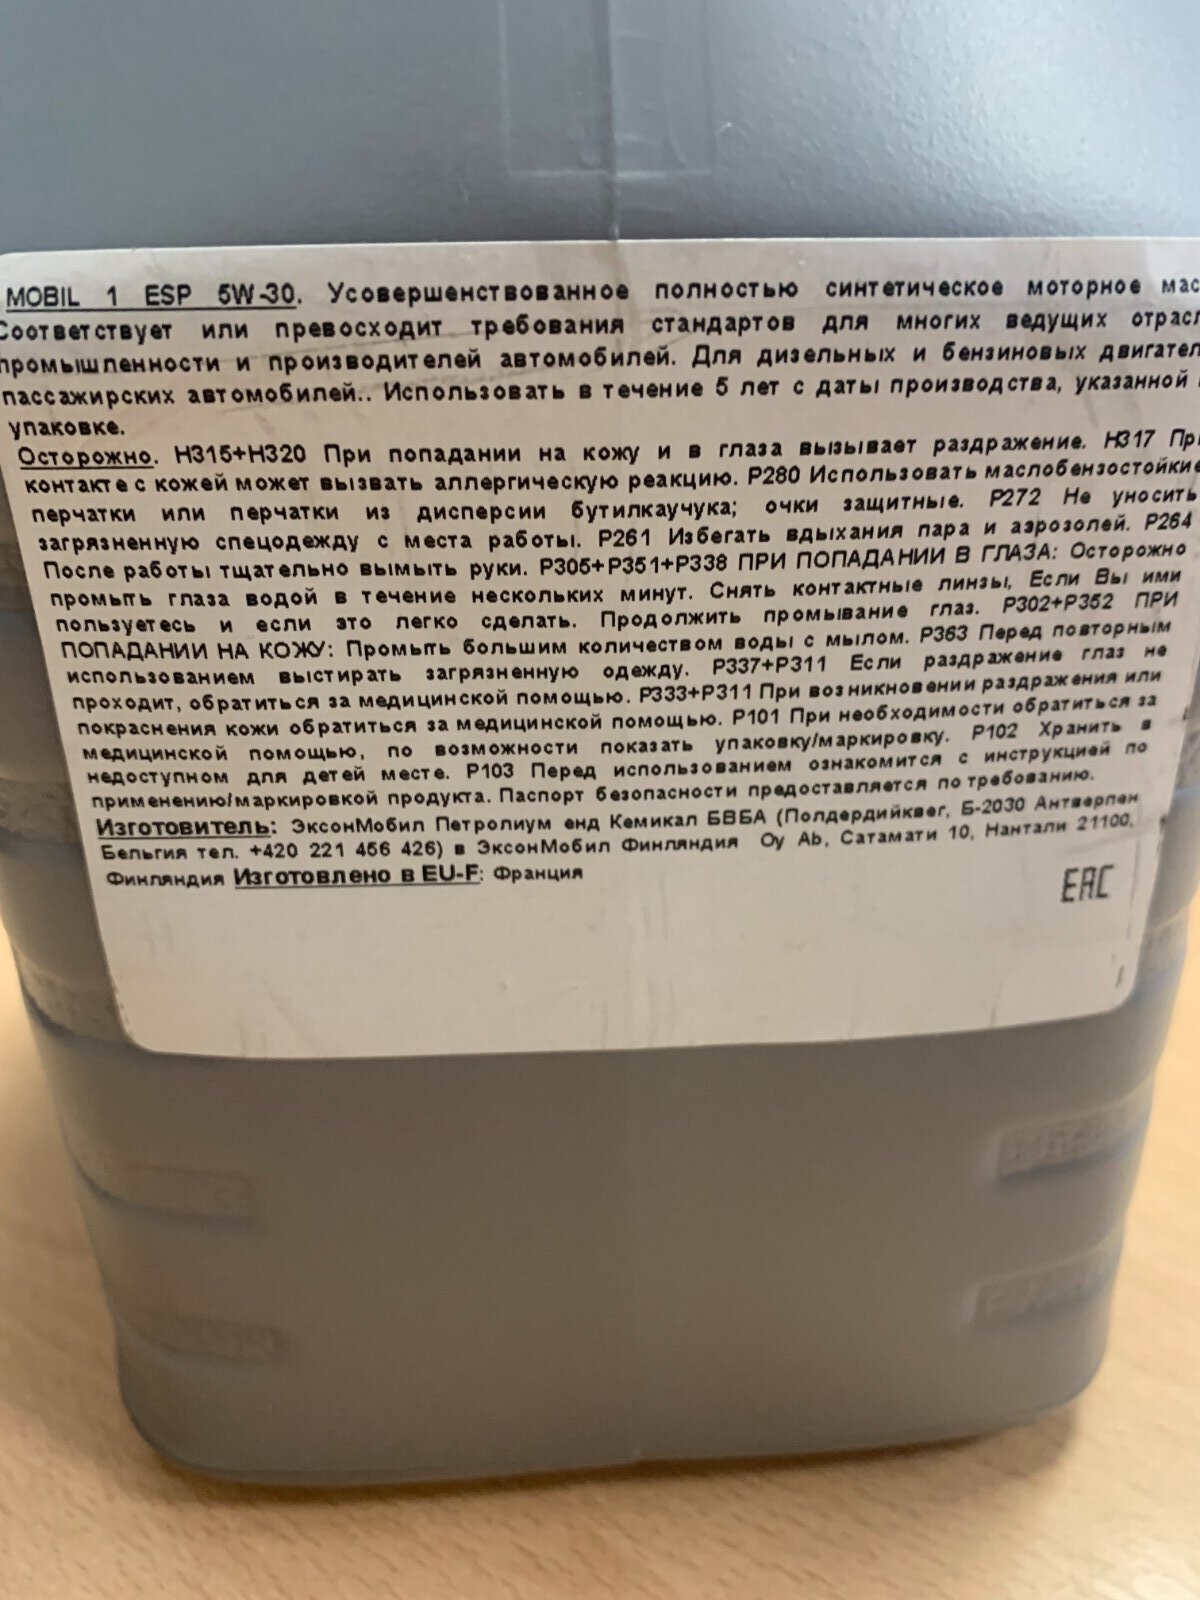 MOBIL 1 ESP 5W-30. Усовершенствованное полностью синтетическое моторное мас
Соответствует или превосходит требования стандартов для многих ведущих отрасл
промышленности и производителей автомобилей. Для дизельных и бензиновых двигател
пассажирских автомобилей.. Использовать в течение 5 лет с даты производства, указанной
упаковке.
Осторожно. H315+H320 При попадании на кожу и в глаза вызывает раздражение. H317 При
контакте с кожей может вызвать аллергическую реакцию. P280 Использовать маслобензостойкие
перчатки или перчатки из дисперсии бутилкаучука; очки защитные. P272 Не уносить
загрязненную спецодежду с места работы. P261 Избегать вдыхания пара и аэрозолей. P264
После работы тщательно вымыть руки. P305+P351+P338 ПРИ ПОПАДАНИИ В ГЛАЗА: Осторожно
промыть глаза водой в течение нескольких минут. Снять контактные линзы, Если Вы ими
пользуетесь и если это легко сделать. Продолжить промывание глаз. P302+P352 ПРИ
ПОПАДАНИИ НА КОЖУ: Промыть большим количеством воды с мылом. P363 Перед повторным
использованием выстирать загрязненную одежду. P337+P311 Если раздражение глаз не
проходит, обратиться за медицинской помощью. P333+P311 При возникновении раздражения или
покраснения кожи обратиться за медицинской помощью. P101 При необходимости обратиться за
медицинской помощью, по возможности показать упаковку/маркировку. P102 Хранить в
недоступном для детей месте. P103 Перед использованием ознакомится с инструкцией по
применению/маркировкой продукта. Паспорт безопасности предоставляется по требованию.
Изготовитель: ЭксонМобил Петролиум енд Кемикал БВБА (Полдердийквег, Б-2030 Антверпен
Бельгия тел. +420 221 456 426) в ЭксонМобил Финляндия Oy Ab, Сатамати 10, Нантали 21100,
Финляндия Изготовлено в EU-F: Франция
EAC